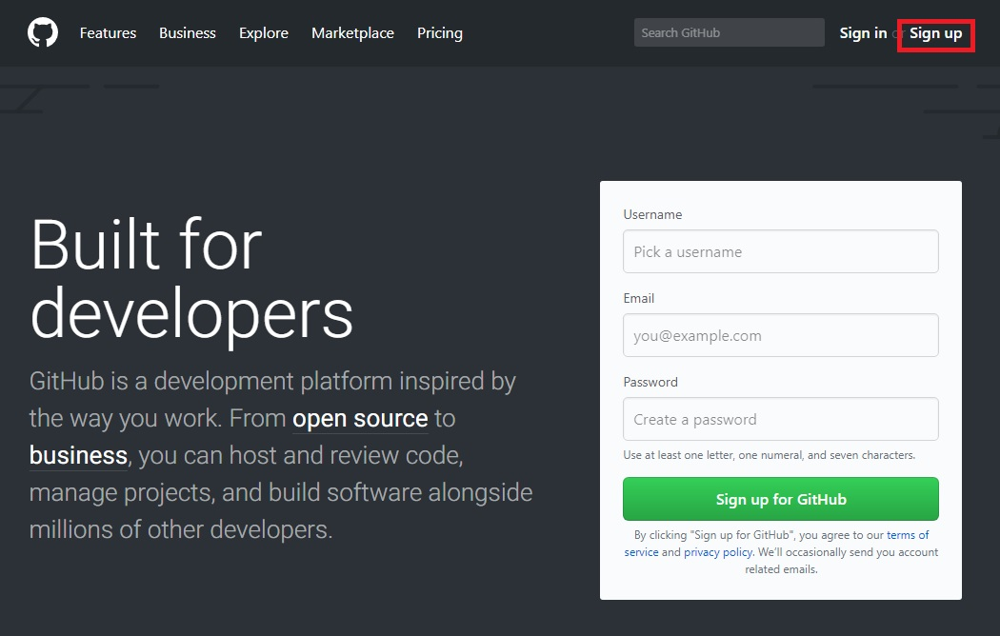 Features Business Explore Marketplace Pricing Search GitHub Sign in or Sign up
Built for
developers
GitHub is a development platform inspired by
the way you work. From open source to
business, you can host and review code,
manage projects, and build software alongside
millions of other developers.
Username
Pick a username
Email
you@example.com
Password
Create a password
Use at least one letter, one numeral, and seven characters.
Sign up for GitHub
By clicking "Sign up for GitHub", you agree to our terms of
service and privacy policy. We’ll occasionally send you account
related emails.